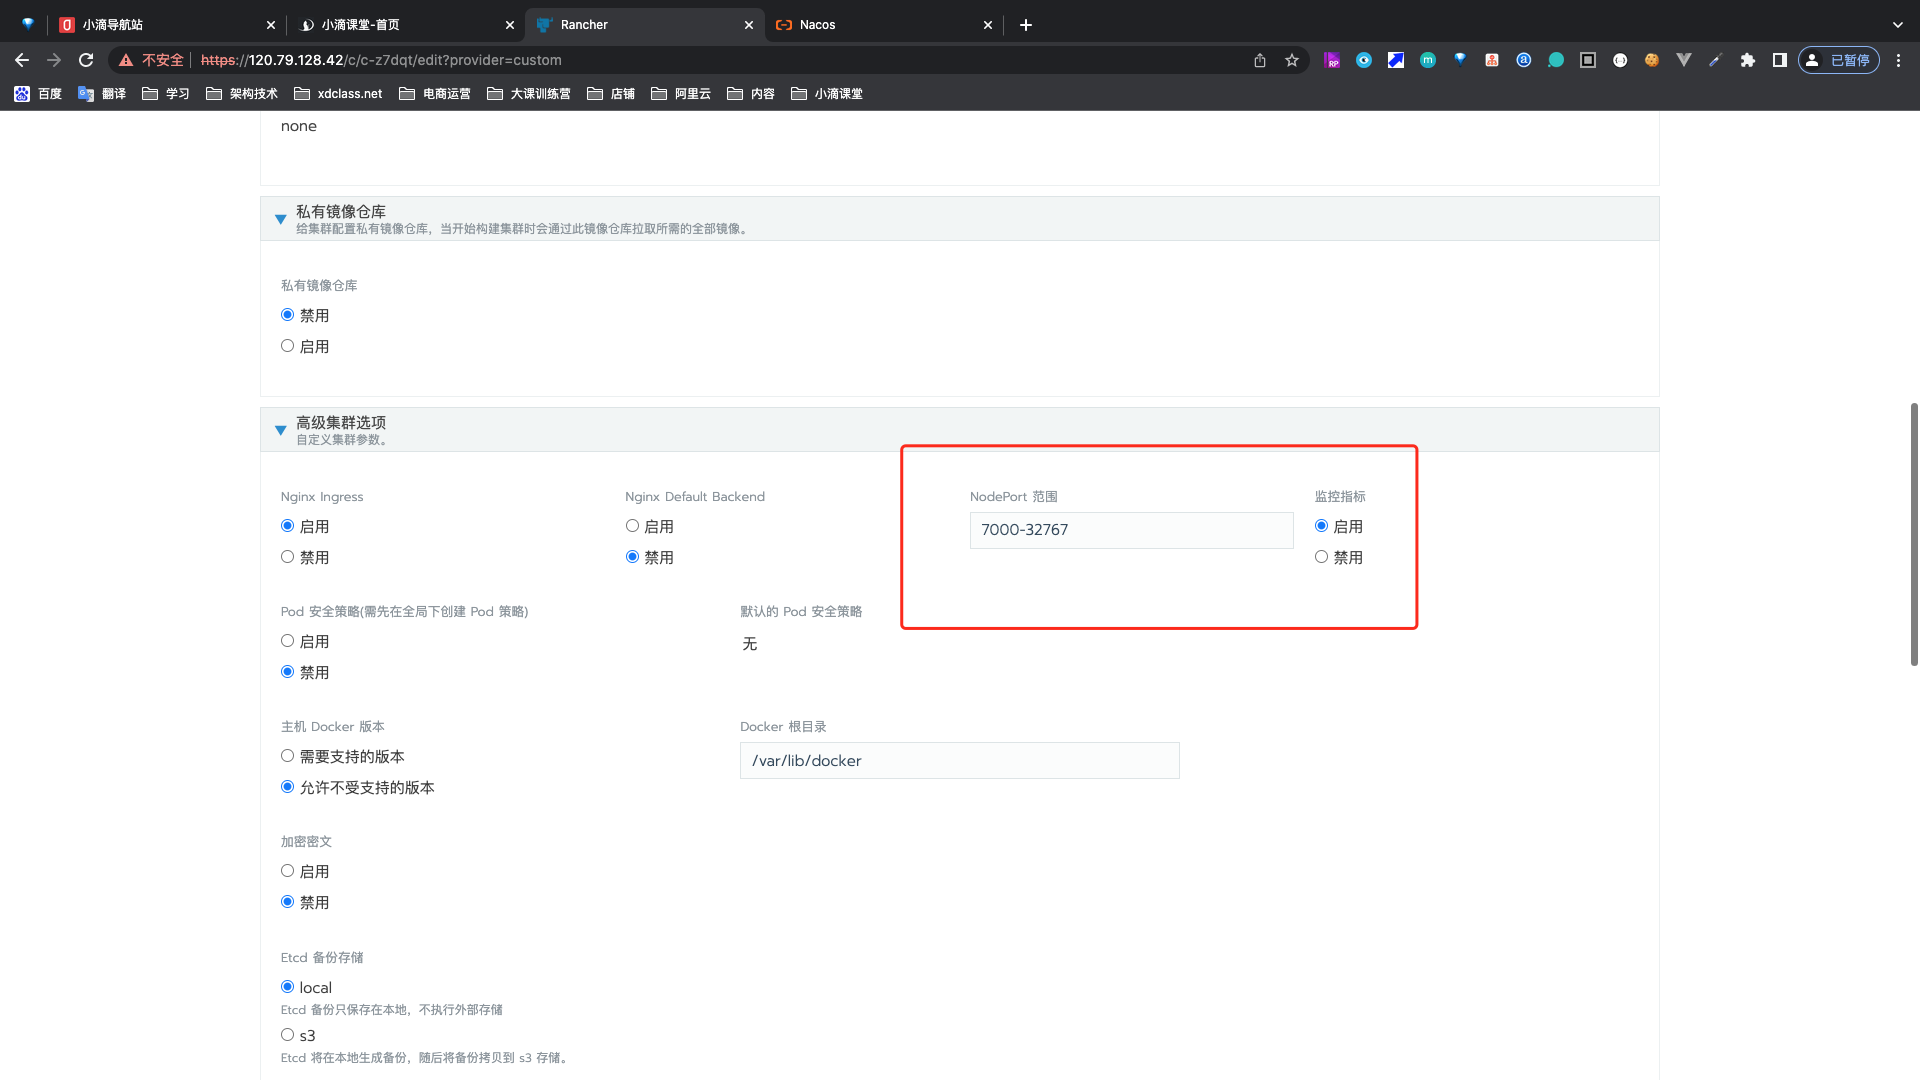 小滴导航站
小滴课堂-首页
Rancher
Nacos
不安全
https://120.79.128.42/c/c-z7dqt/edit?provider=custom
已暂停
百度
翻译
学习
架构技术
xdclass.net
电商运营
大课训练营
店铺
阿里云
内容
小滴课堂
none
私有镜像仓库
给集群配置私有镜像仓库，当开始构建集群时会通过此镜像仓库拉取所需的全部镜像。
私有镜像仓库
禁用
启用
高级集群选项
自定义集群参数。
Nginx Ingress
启用
禁用
Nginx Default Backend
启用
禁用
NodePort 范围
7000-32767
监控指标
启用
禁用
Pod 安全策略(需先在全局下创建 Pod 策略)
启用
禁用
默认的 Pod 安全策略
无
主机 Docker 版本
需要支持的版本
允许不受支持的版本
Docker 根目录
/var/lib/docker
加密密文
启用
禁用
Etcd 备份存储
local
Etcd 备份只保存在本地，不执行外部存储
s3
Etcd 将在本地生成备份，随后将备份拷贝到 s3 存储。